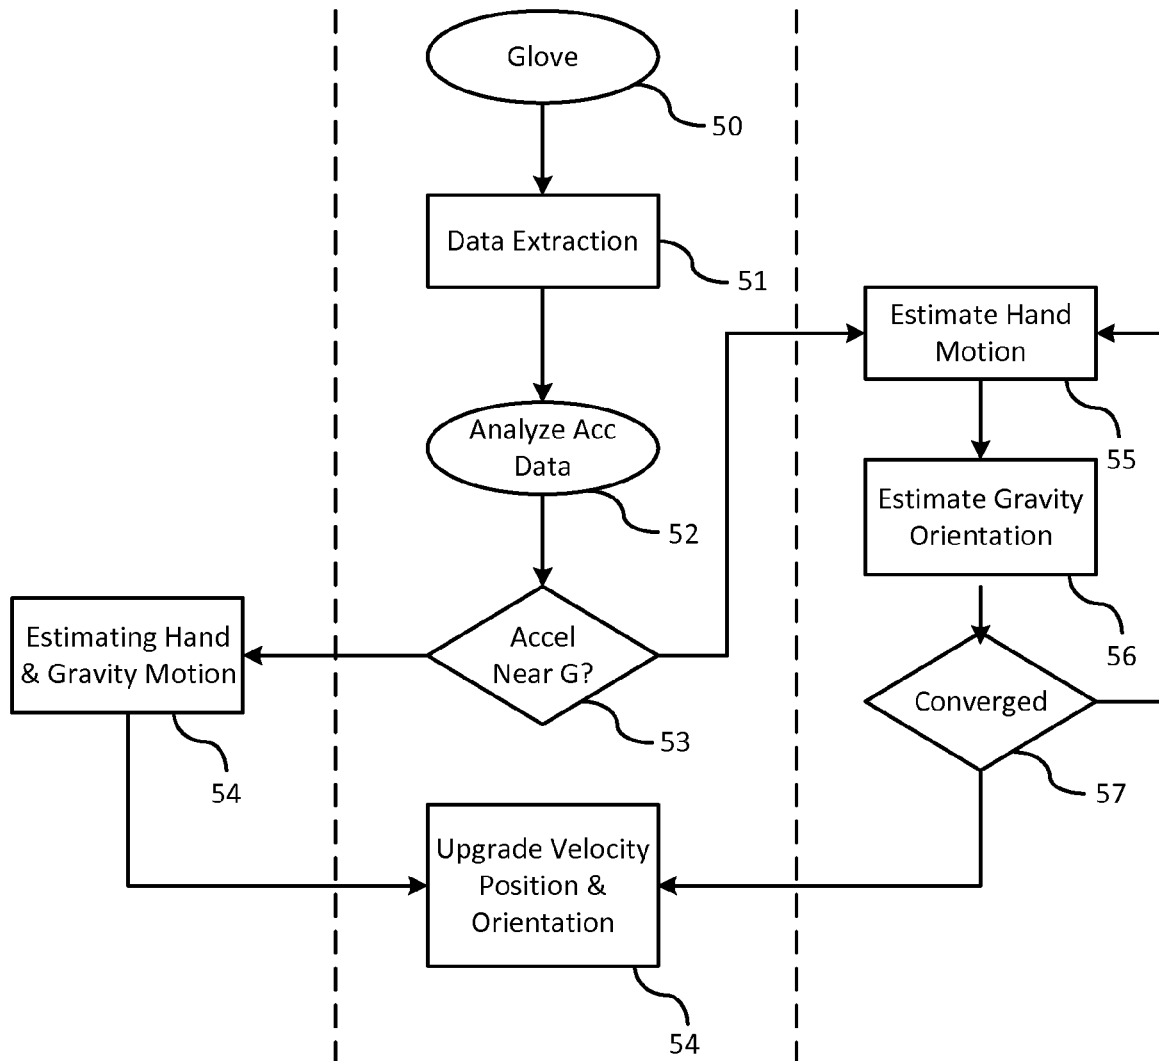 Glove
50
Data Extraction
51
Analyze Acc
Data
52
Accel
Near G?
53
Estimating Hand
& Gravity Motion
54
Upgrade Velocity
Position &
Orientation
54
Estimate Hand
Motion
55
Estimate Gravity
Orientation
56
Converged
57